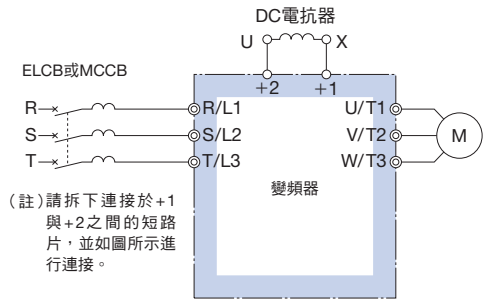 DC電抗器
U X
ELCB或MCCB
+2 +1
R R/L1 U/T1
S S/L2 V/T2 M
T T/L3 W/T3
變頻器
(註)請拆下連接於+1
與+2之間的短路
片，並如圖所示進
行連接。